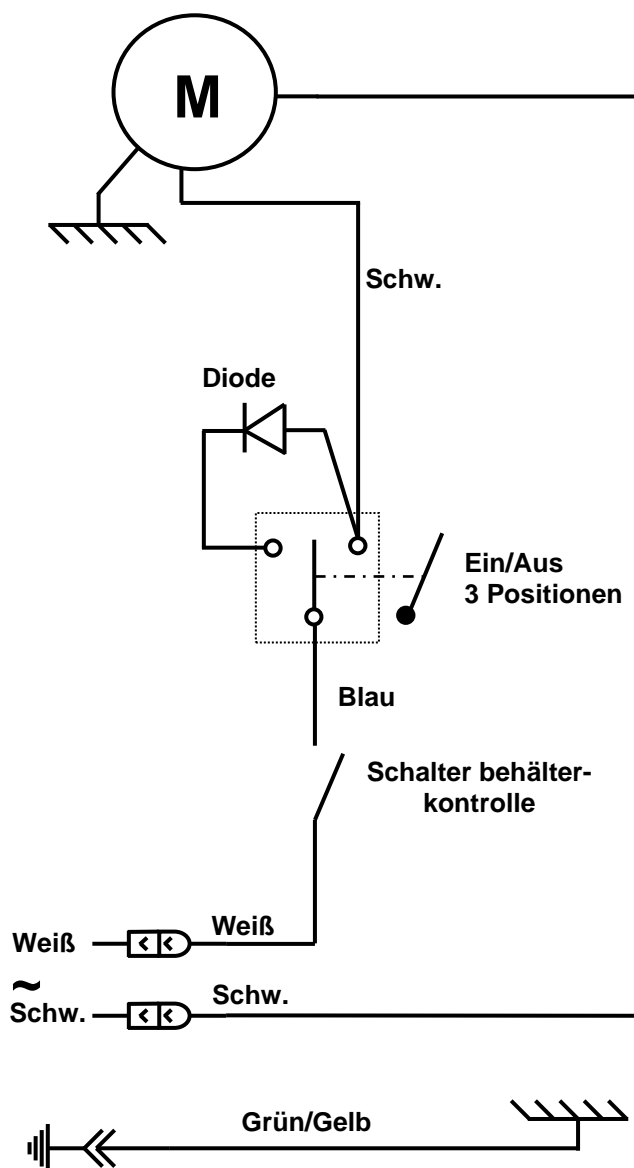 M
Schw.
Diode
Ein/Aus
3 Positionen
Blau
Schalter behälter-
kontrolle
Weiß Weiß
~
Schw. Schw.
Grün/Gelb